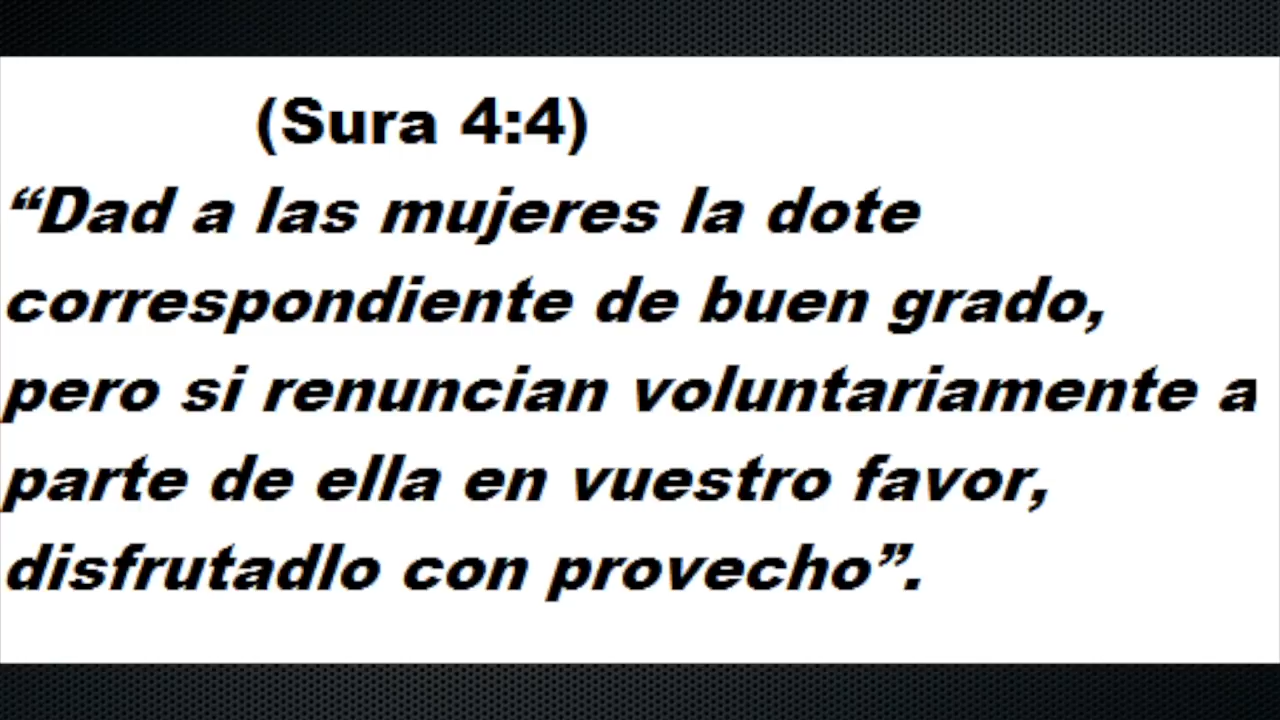 (Sura 4:4)
“Dad a las mujeres la dote
correspondiente de buen grado,
pero si renuncian voluntariamente a
parte de ella en vuestro favor,
disfrutadlo con provecho”.